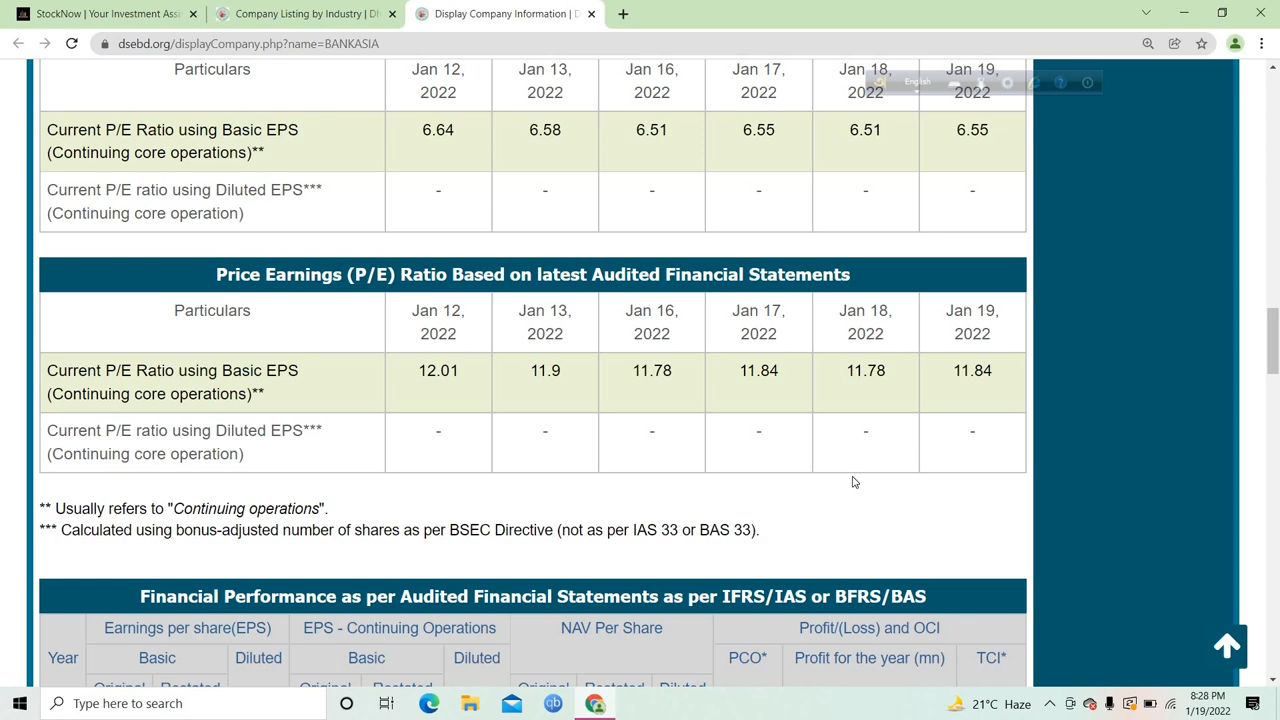 StockNow | Your Investment Ass
Company Listing by Industry | Dh
Display Company Information | D
dsebd.org/displayCompany.php?name=BANKASIA
English
Particulars Jan 12, 2022 Jan 13, 2022 Jan 16, 2022 Jan 17, 2022 Jan 18, 2022 Jan 19, 2022
Current P/E Ratio using Basic EPS 6.64 6.58 6.51 6.55 6.51 6.55
(Continuing core operations)**
Current P/E ratio using Diluted EPS*** - - - - - -
(Continuing core operation)
Price Earnings (P/E) Ratio Based on latest Audited Financial Statements
Particulars Jan 12, 2022 Jan 13, 2022 Jan 16, 2022 Jan 17, 2022 Jan 18, 2022 Jan 19, 2022
Current P/E Ratio using Basic EPS 12.01 11.9 11.78 11.84 11.78 11.84
(Continuing core operations)**
Current P/E ratio using Diluted EPS*** - - - - - -
(Continuing core operation)
** Usually refers to "Continuing operations".
*** Calculated using bonus-adjusted number of shares as per BSEC Directive (not as per IAS 33 or BAS 33).
Financial Performance as per Audited Financial Statements as per IFRS/IAS or BFRS/BAS
Earnings per share(EPS) EPS - Continuing Operations NAV Per Share Profit/(Loss) and OCI
Year Basic Diluted Basic Diluted PCO* Profit for the year (mn) TCI*
Original Restated Original Restated Original Restated Diluted
Type here to search
qb
21°C Haze
8:28 PM
1/19/2022